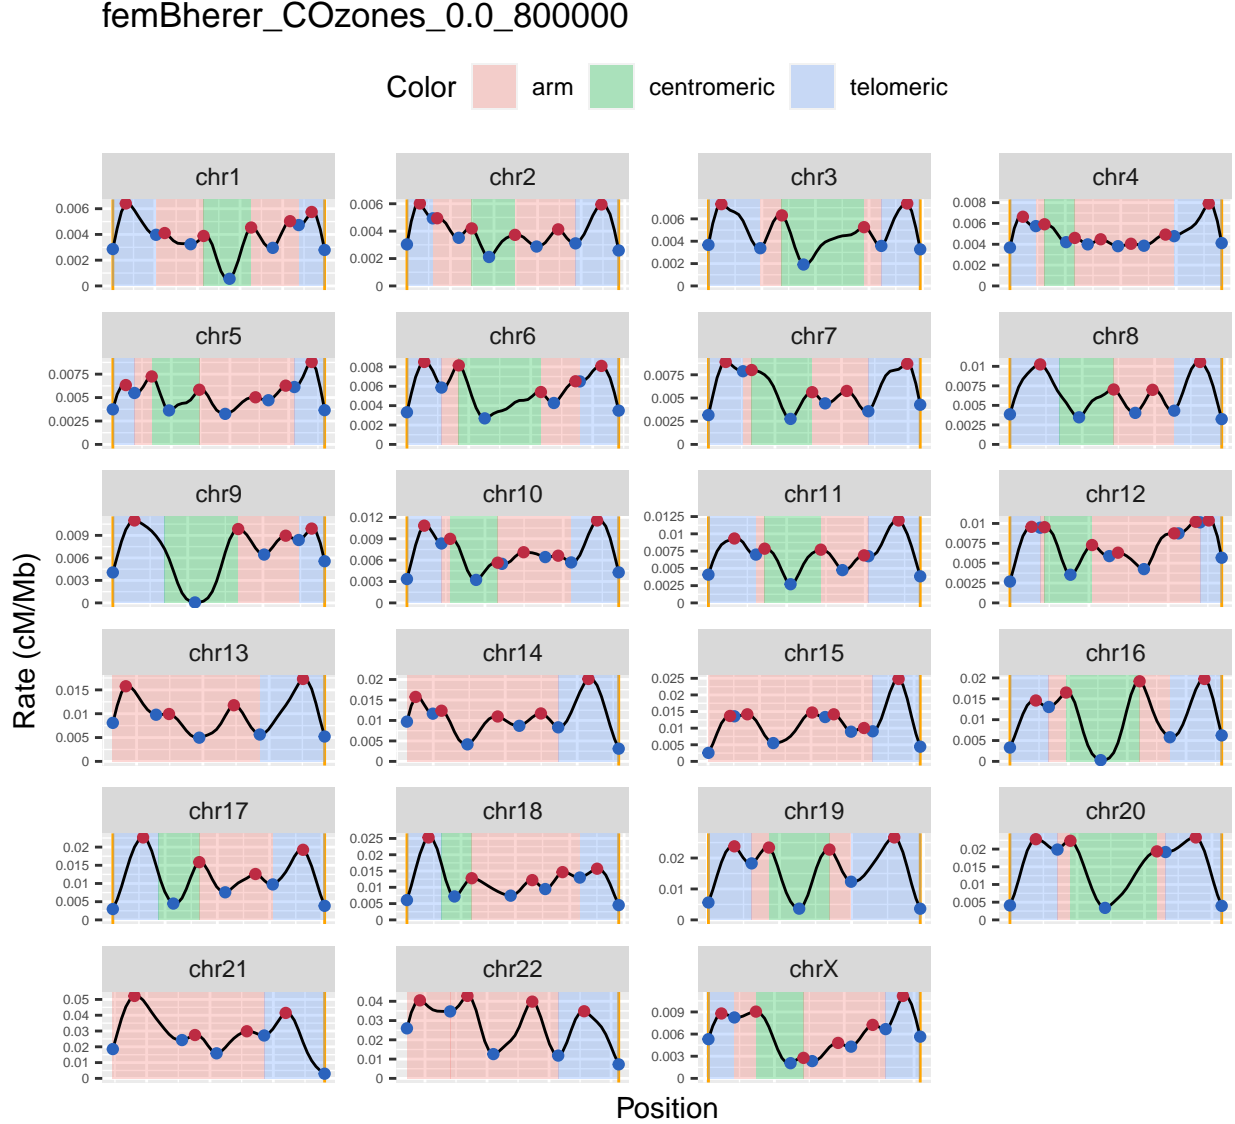 femBherer_COzones_0.0_800000
Color arm centromeric telomeric
chr1 chr2 chr3 chr4
0.006 0.004 0.002 0
0.006 0.004 0.002 0
0.006 0.004 0.002 0
0.008 0.006 0.004 0.002 0
chr5 chr6 chr7 chr8
0.0075 0.005 0.0025 0
0.008 0.006 0.004 0.002 0
0.0075 0.005 0.0025 0
0.01 0.0075 0.005 0.0025 0
chr9 chr10 chr11 chr12
0.009 0.006 0.003 0
0.012 0.009 0.006 0.003 0
0.0125 0.01 0.0075 0.005 0.0025 0
0.01 0.0075 0.005 0.0025 0
chr13 chr14 chr15 chr16
0.015 0.01 0.005 0
0.02 0.015 0.01 0.005 0
0.025 0.02 0.015 0.01 0.005 0
0.02 0.015 0.01 0.005 0
chr17 chr18 chr19 chr20
0.02 0.015 0.01 0.005 0
0.025 0.02 0.015 0.01 0.005 0
0.02 0.01 0
0.02 0.015 0.01 0.005 0
chr21 chr22 chrX
0.05 0.04 0.03 0.02 0.01 0
0.04 0.03 0.02 0.01 0
0.009 0.006 0.003 0
Rate (cM/Mb)
Position